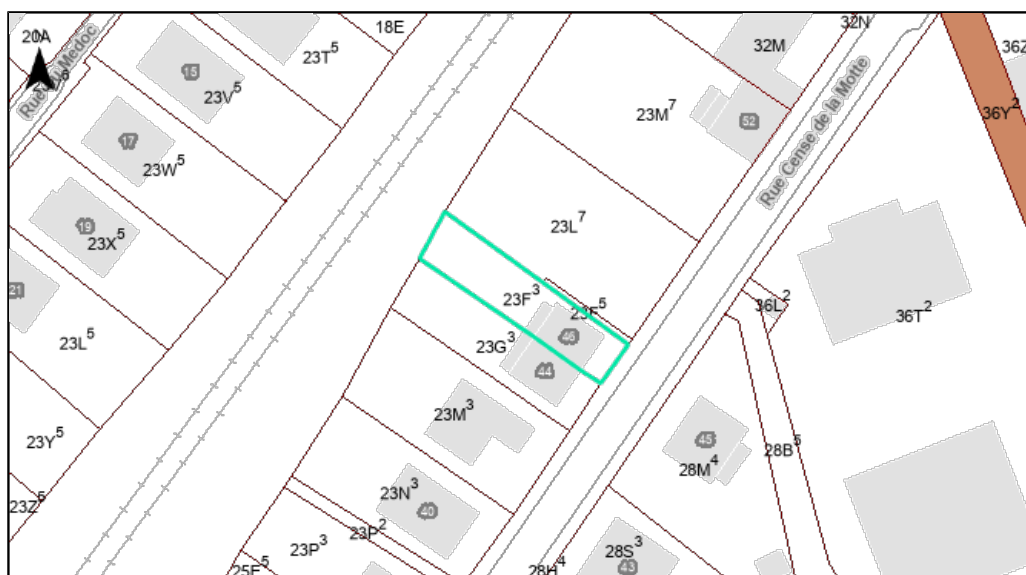 18E
32N
20A
23T⁵
32M
36Z
15
23V⁵
23M⁷
36Y²
52
Rue du Medoc
17
Rue Cense de la Motte
23W⁵
19
23X⁵
23L⁷
21
23F³
23F⁵
36L²
36T²
46
23L⁵
23G³
44
23M³
45
23Y⁵
28B⁵
28M⁴
23N³
23Z⁵
40
23P²
23P³
28S³
25F⁵
28H⁴
43